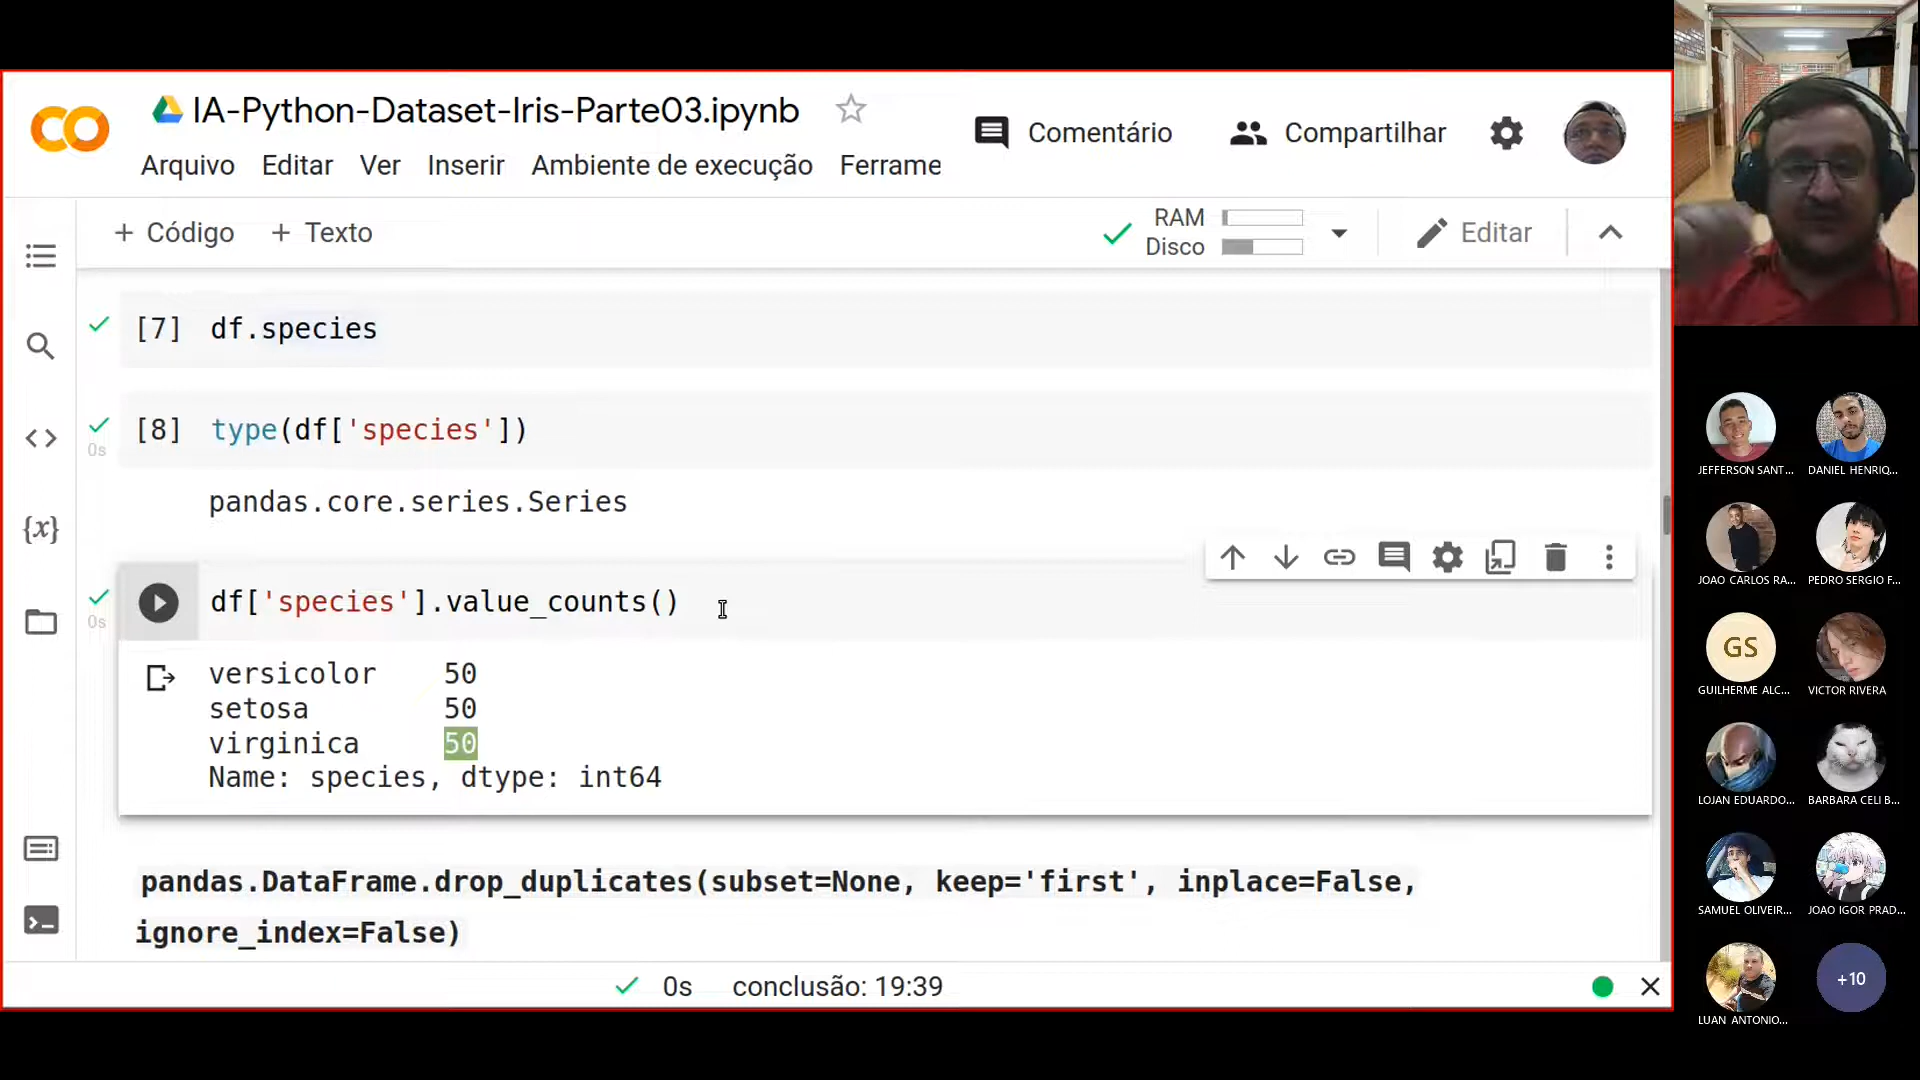 IA-Python-Dataset-Iris-Parte03.ipynb
Comentário
Compartilhar
Arquivo Editar Ver Inserir Ambiente de execução Ferrame
+ Código + Texto
RAM
Disco
Editar
[7] df.species
[8] type(df['species'])
0s
pandas.core.series.Series
df['species'].value_counts()
0s
versicolor 50
setosa 50
virginica 50
Name: species, dtype: int64
pandas.DataFrame.drop_duplicates(subset=None, keep='first', inplace=False,
ignore_index=False)
0s conclusão: 19:39
JEFFERSON SANT... DANIEL HENRIQ...
JOAO CARLOS RA... PEDRO SERGIO F...
GS
GUILHERME ALC... VICTOR RIVERA
LOJAN EDUARDO... BARBARA CELI B...
SAMUEL OLIVEIR... JOAO IGOR PRAD...
+10
LUAN ANTONIO...
{x}